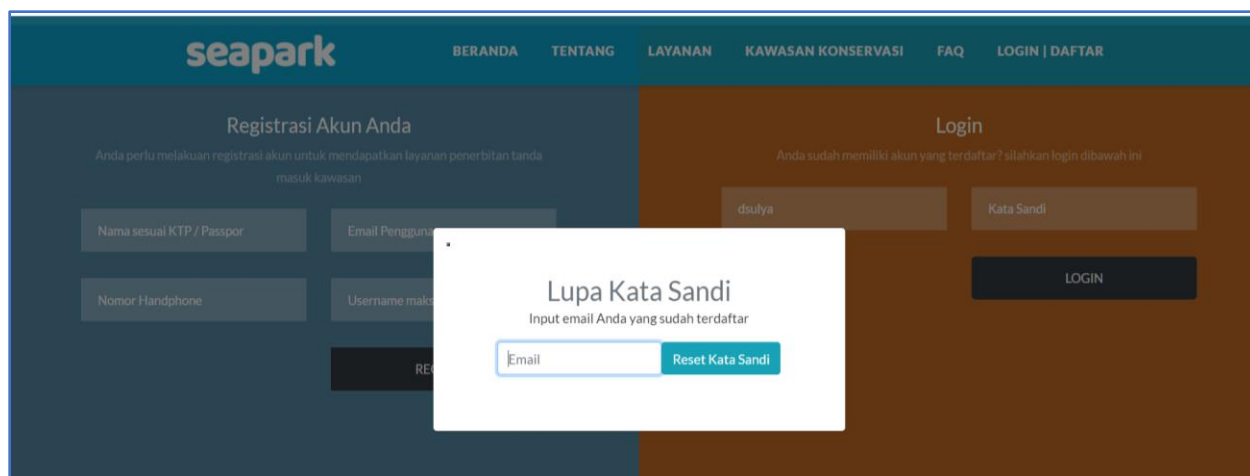 seapark
BERANDA TENTANG LAYANAN KAWASAN KONSERVASI FAQ LOGIN | DAFTAR
Registrasi Akun Anda
Anda perlu melakuan registrasi akun untuk mendapatkan layanan penerbitan tanda
masuk kawasan
Nama sesuai KTP / Passpor
Email Pengguna
Nomor Handphone
Username maks
REG
Login
Anda sudah memiliki akun yang terdaftar? silahkan login dibawah ini
dsulya
Kata Sandi
LOGIN
Lupa Kata Sandi
Input email Anda yang sudah terdaftar
Email
Reset Kata Sandi